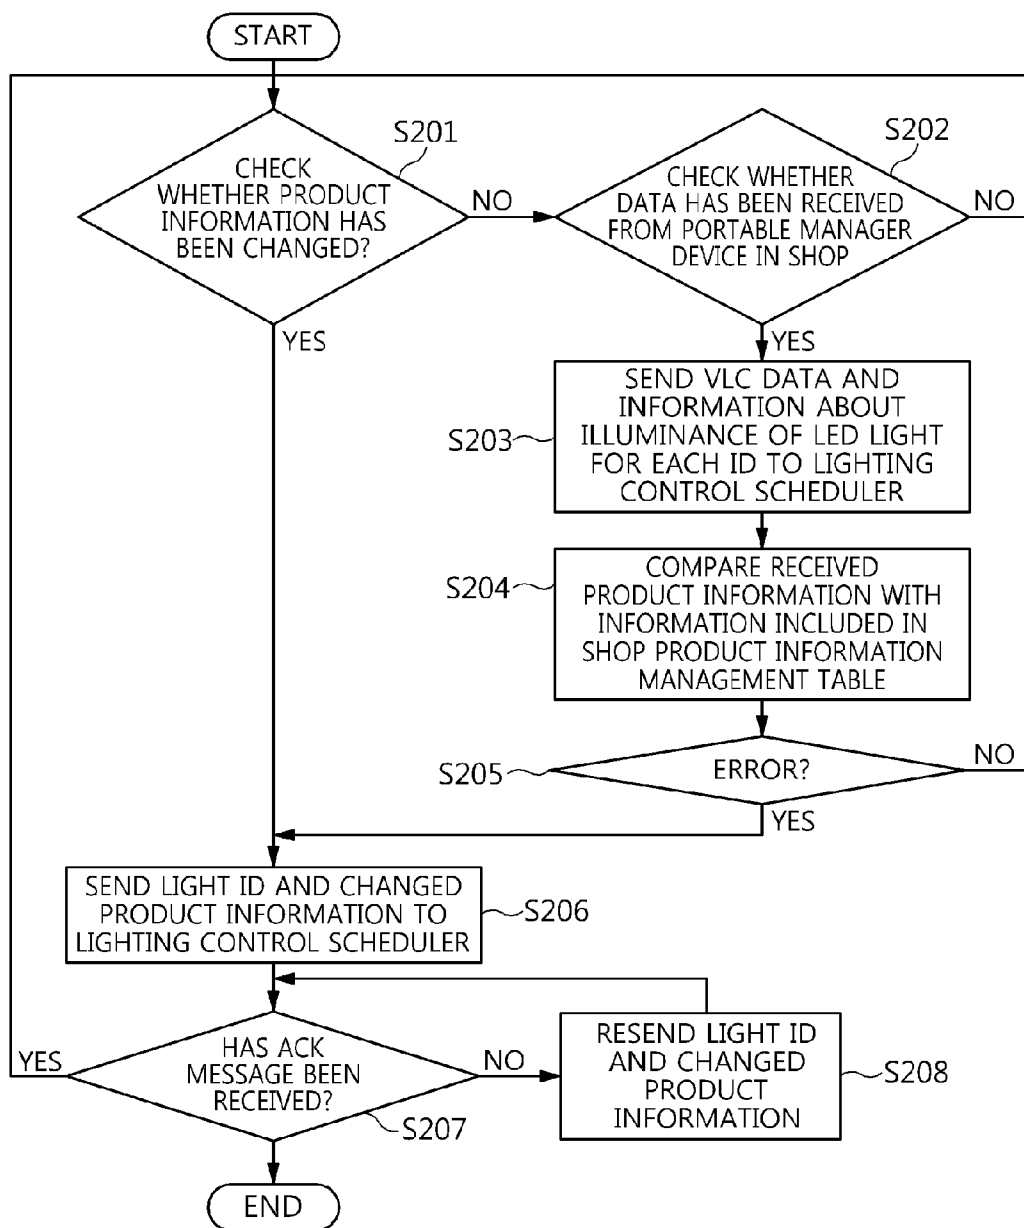 START
S201
CHECK
WHETHER PRODUCT
INFORMATION HAS
BEEN CHANGED?
NO
YES
S202
CHECK WHETHER
DATA HAS BEEN RECEIVED
FROM PORTABLE MANAGER
DEVICE IN SHOP
NO
YES
S203
SEND VLC DATA AND
INFORMATION ABOUT
ILLUMINANCE OF LED LIGHT
FOR EACH ID TO LIGHTING
CONTROL SCHEDULER
S204
COMPARE RECEIVED
PRODUCT INFORMATION WITH
INFORMATION INCLUDED IN
SHOP PRODUCT INFORMATION
MANAGEMENT TABLE
S205
ERROR?
NO
YES
SEND LIGHT ID AND CHANGED
PRODUCT INFORMATION TO
LIGHTING CONTROL SCHEDULER
S206
YES
HAS ACK
MESSAGE BEEN
RECEIVED?
NO
S207
RESEND LIGHT ID
AND CHANGED
PRODUCT
INFORMATION
S208
END